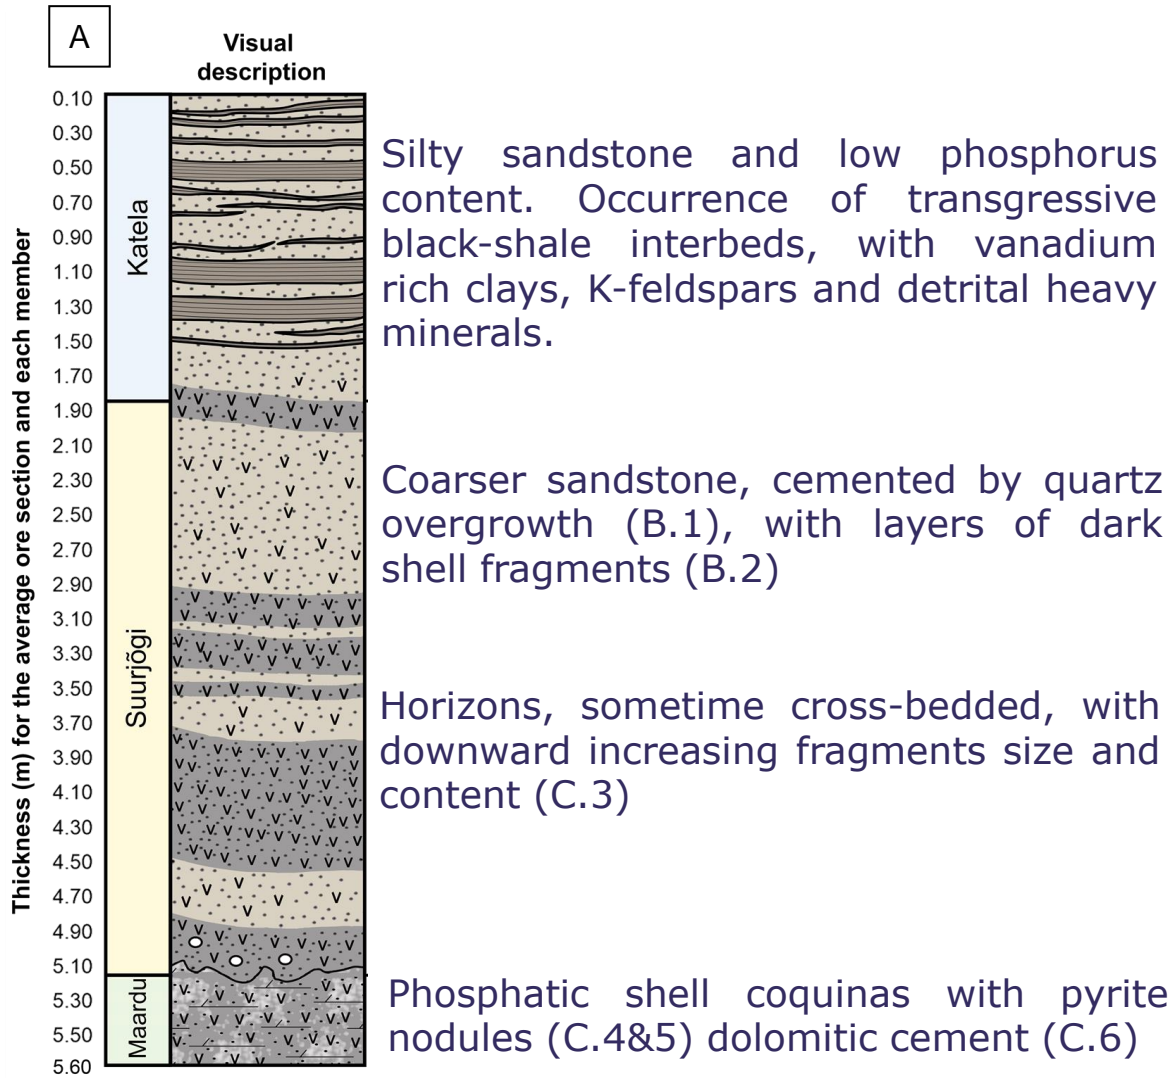 A
Visual
description
Thickness (m) for the average ore section and each member
0.10
0.30
0.50
0.70
0.90
1.10
1.30
1.50
1.70
1.90
2.10
2.30
2.50
2.70
2.90
3.10
3.30
3.50
3.70
3.90
4.10
4.30
4.50
4.70
4.90
5.10
5.30
5.50
5.60
Katela
Suurjõgi
Maardu
Silty sandstone and low phosphorus
content. Occurrence of transgressive
black-shale interbeds, with vanadium
rich clays, K-feldspars and detrital heavy
minerals.
Coarser sandstone, cemented by quartz
overgrowth (B.1), with layers of dark
shell fragments (B.2)
Horizons, sometime cross-bedded, with
downward increasing fragments size and
content (C.3)
Phosphatic shell coquinas with pyrite
nodules (C.4&5) dolomitic cement (C.6)